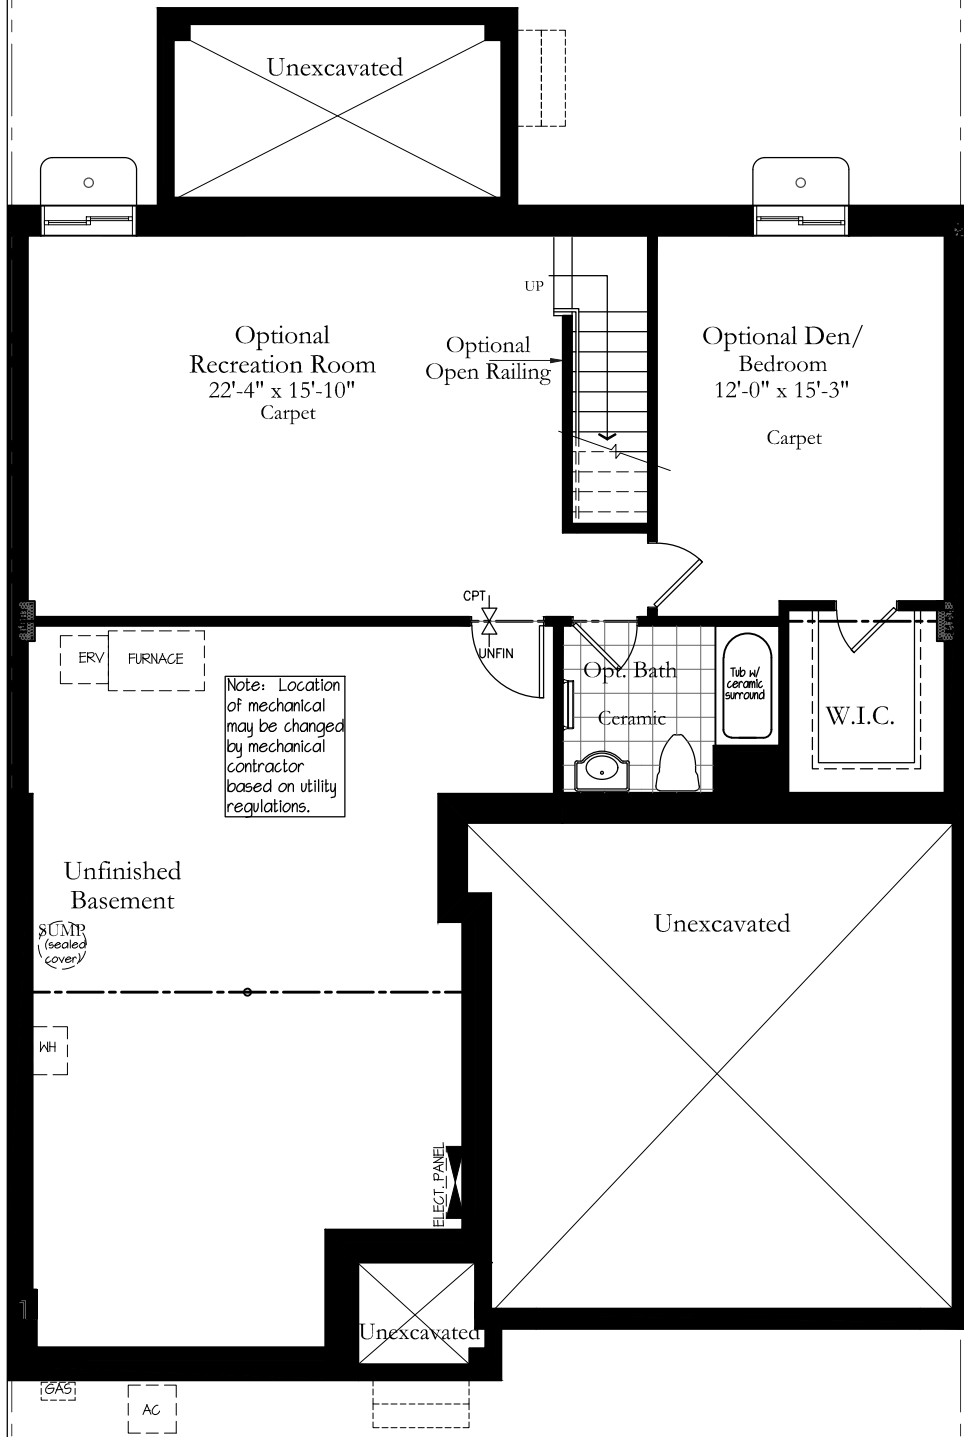 Unexcavated
UP
Optional
Recreation Room
22'-4" x 15'-10"
Carpet
Optional
Open Railing
Optional Den/
Bedroom
12'-0" x 15'-3"
Carpet
CPT
UNFIN
ERV
FURNACE
Note: Location
of mechanical
may be changed
by mechanical
contractor
based on utility
regulations.
Opt. Bath
Ceramic
Tub w/
ceramic
surround
W.I.C.
Unfinished
Basement
SUMP
(sealed
cover)
Unexcavated
WH
ELECT. PANEL
Unexcavated
GAS
AC